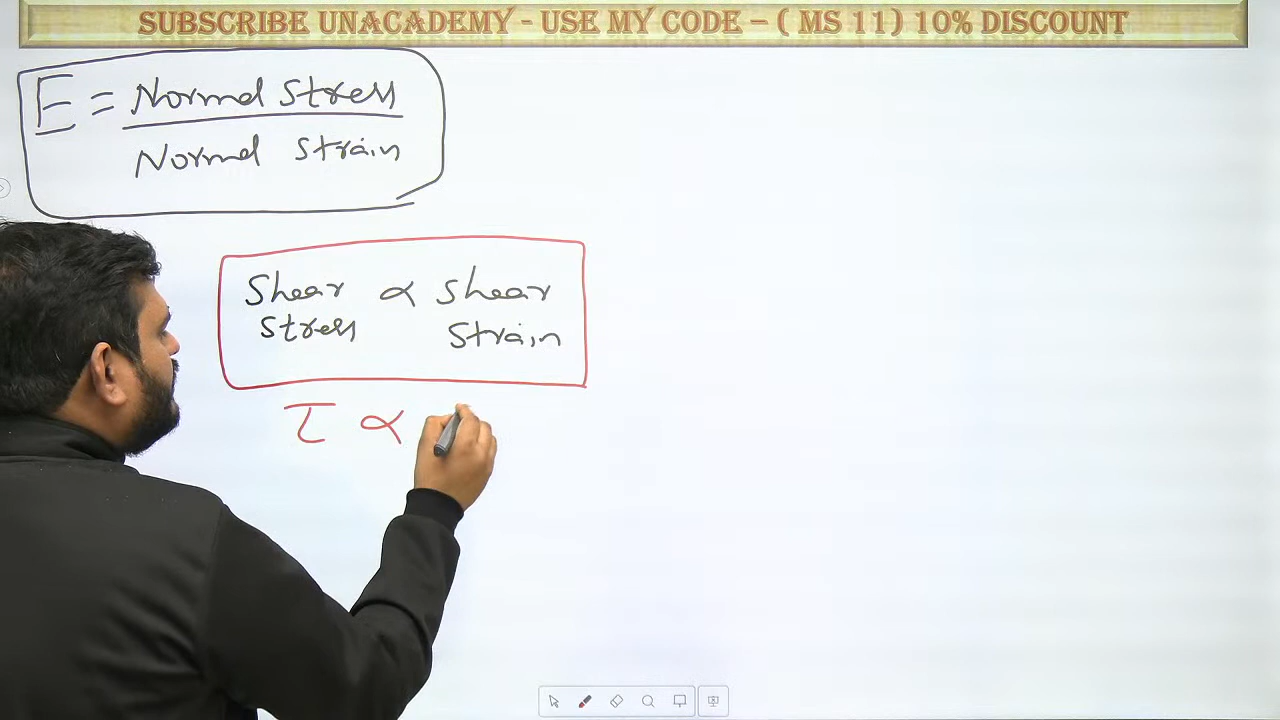 SUBSCRIBE UNACADEMY - USE MY CODE – ( MS 11) 10% DISCOUNT
E = Normal Stress
Normal Strain
Shear ∝ Shear
Stress Strain
τ ∝